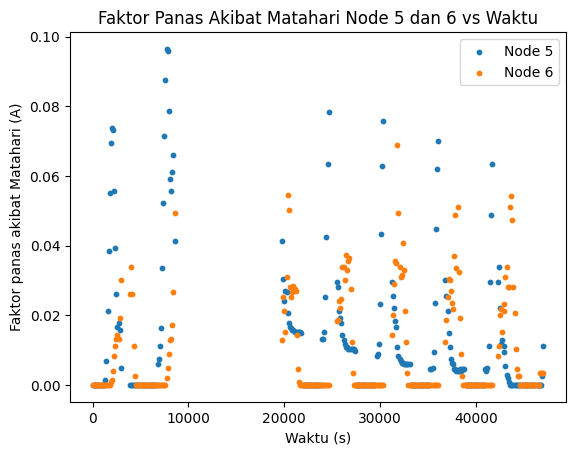 Faktor Panas Akibat Matahari Node 5 dan 6 vs Waktu
Node 5
Node 6
Faktor panas akibat Matahari (A)
0.10
0.08
0.06
0.04
0.02
0.00
0
10000
20000
30000
40000
Waktu (s)